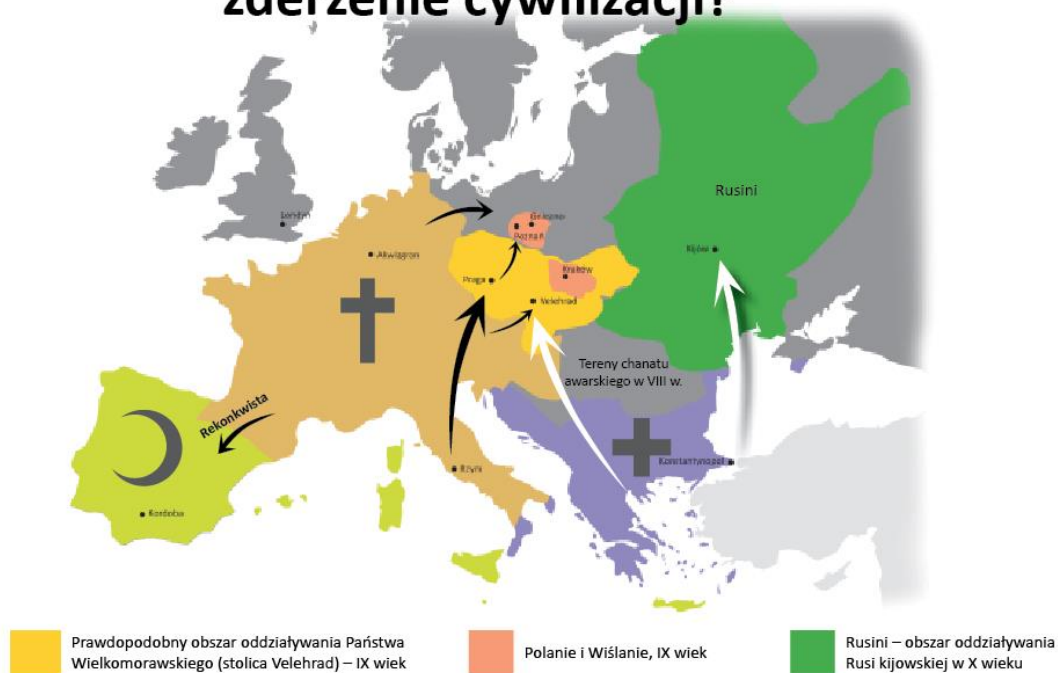 zderzenie cywilizacji!
Rusini
London
Gniezno
Poznań
Akwizgran
Kijów
Praga
Kraków
Velehrad
Tereny chanatu
awarskiego w VIII w.
Rekonkwista
Konstantynopol
Rzym
Kordoba
Prawdopodobny obszar oddziaływania Państwa
Wielkomorawskiego (stolica Velehrad) – IX wiek
Polanie i Wiślanie, IX wiek
Rusini – obszar oddziaływania
Rusi kijowskiej w X wieku